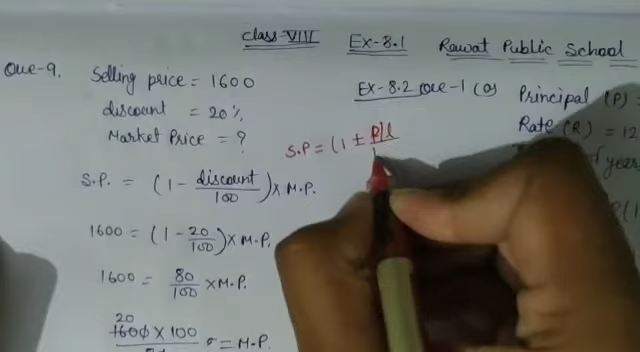 Class-VIII Ex-8.1 Rawat Public School
Que-9. Selling price = 1600
discount = 20%
Market Price = ?
S.P. = (1 - discount/100) × M.P.
1600 = (1 - 20/100) × M.P.
1600 = 80/100 × M.P.
20
1600 × 100
= M.P.
S.P = (1 ± P/l
Ex-8.2 Que-1 (a)
Principal (P)
Rate (R) = 12
of year